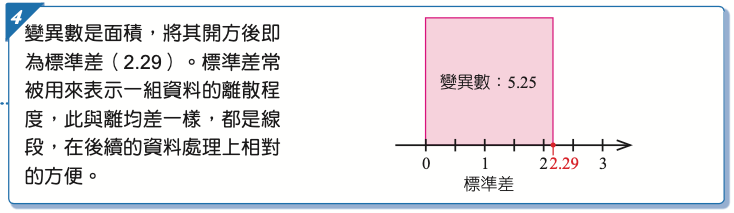 4
變異數是面積，將其開方後即
為標準差（2.29）。標準差常
被用來表示一組資料的離散程
度，此與離均差一樣，都是線
段，在後續的資料處理上相對
的方便。
變異數：5.25
0 1 2 2.29 3
標準差